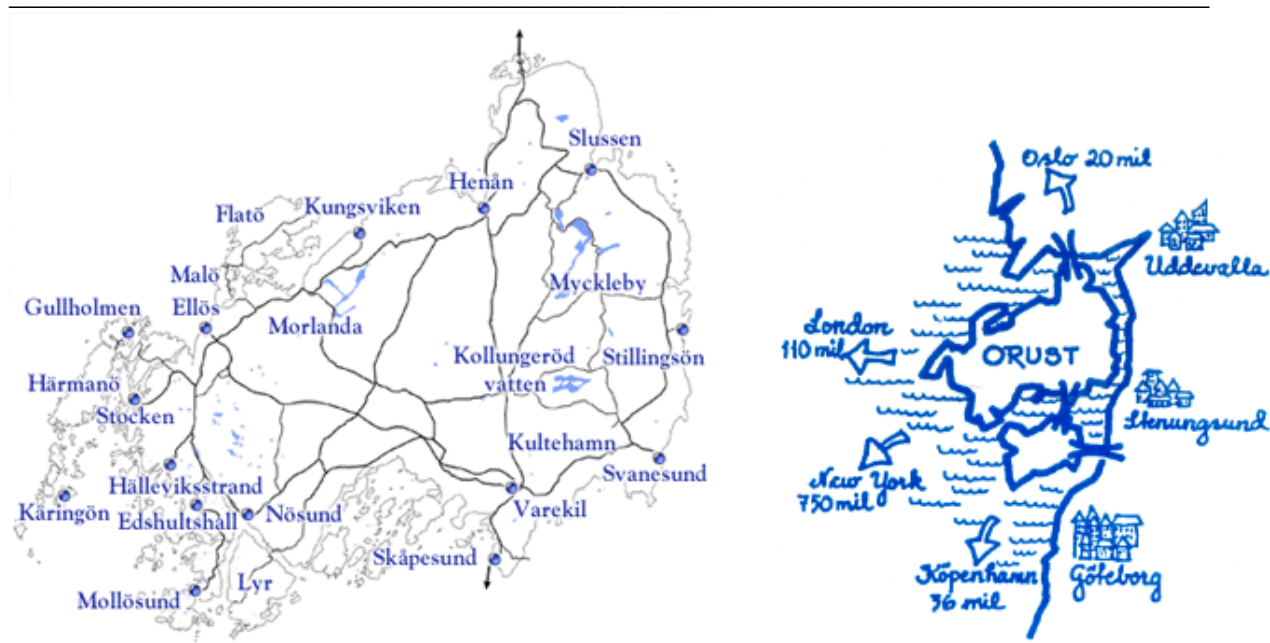 Slussen
Henån
Flatö
Kungsviken
Malö
Myckleby
Gullholmen
Ellös
Morlanda
Kollungeröd
vatten
Stillingsön
Härmanö
Stocken
Kultehamn
Svanesund
Hälleviksstrand
Käringön
Edshultshall
Nösund
Varekil
Skåpesund
Lyr
Mollösund
Oslo 20 mil
Uddevalla
London
110 mil
ORUST
Stenungsund
New York
750 mil
Köpenhamn
36 mil
Göteborg